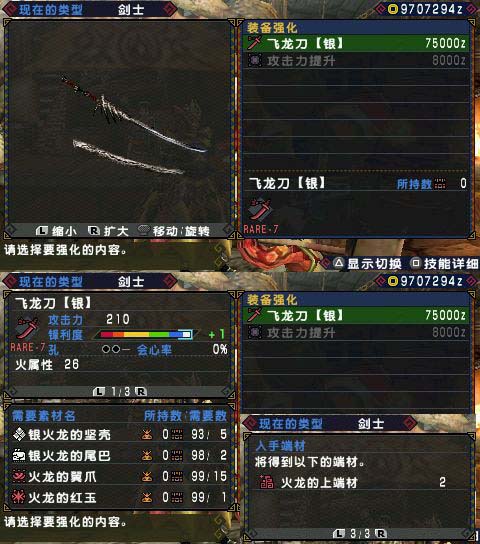 现在的类型 剑士
9707294z
装备强化
飞龙刀【银】 75000z
攻击力提升 8000z
飞龙刀【银】 所持数 0
RARE-7
L 缩小 R 扩大 移动/旋转
请选择要强化的内容。
△显示切换 □技能详细
现在的类型 剑士
9707294z
飞龙刀【银】
攻击力 210
锋利度 +1
RARE-7
孔 ○○— 会心率 0%
火属性 26
L 1/3 R
装备强化
飞龙刀【银】 75000z
攻击力提升 8000z
需要素材名 所持数/需要数
银火龙的坚壳 0 93/ 5
银火龙的尾巴 0 98/ 2
火龙的翼爪 0 99/15
火龙的红玉 0 99/ 1
请选择要强化的内容。
现在的类型 剑士
入手端材
将得到以下的端材。
火龙的上端材 2
L 3/3 R